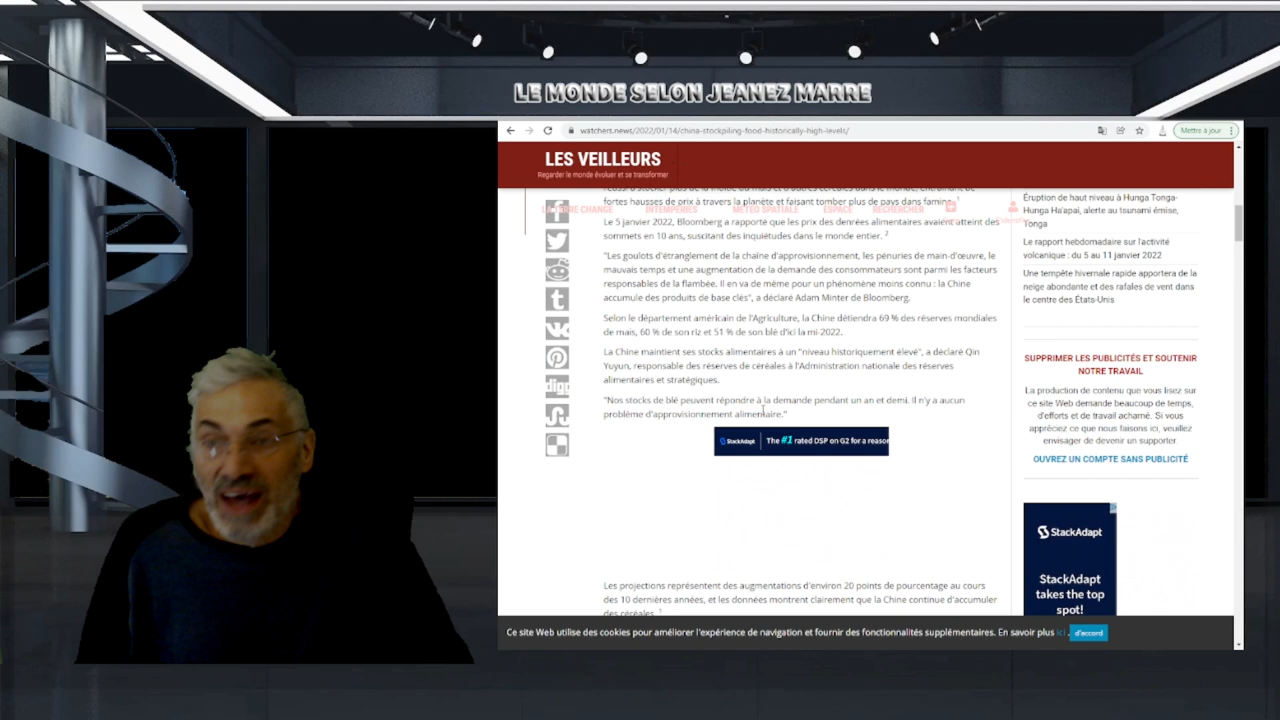 LE MONDE SELON JEANEZ MARRE
watchers.news/2022/01/14/china-stockpiling-food-historically-high-levels/
Mettre à jour
LES VEILLEURS
Regarder le monde évoluer et se transformer
INTEMPÉRIES MÉTÉO SPATIALE ESPACE RECHERCHER
fortes hausses de prix à travers la planète et faisant tomber plus de pays dans famine. 1
Le 5 janvier 2022, Bloomberg a rapporté que les prix des denrées alimentaires avaient atteint des
sommets en 10 ans, suscitant des inquiétudes dans le monde entier. 2
"Les goulots d'étranglement de la chaîne d'approvisionnement, les pénuries de main-d'œuvre, le
mauvais temps et une augmentation de la demande des consommateurs sont parmi les facteurs
responsables de la flambée. Il en va de même pour un phénomène moins connu : la Chine
accumule des produits de base clés", a déclaré Adam Minter de Bloomberg.
Selon le département américain de l'Agriculture, la Chine détiendra 69 % des réserves mondiales
de maïs, 60 % de son riz et 51 % de son blé d'ici la mi-2022.
La Chine maintient ses stocks alimentaires à un "niveau historiquement élevé", a déclaré Qin
Yuyun, responsable des réserves de céréales à l'Administration nationale des réserves
alimentaires et stratégiques.
"Nos stocks de blé peuvent répondre à la demande pendant un an et demi. Il n'y a aucun
problème d'approvisionnement alimentaire."
StackAdapt The #1 rated DSP on G2 for a reason
Les projections représentent des augmentations d'environ 20 points de pourcentage au cours
des 10 dernières années, et les données montrent clairement que la Chine continue d'accumuler
des céréales. 1
Éruption de haut niveau à Hunga Tonga-
Hunga Ha'apai, alerte au tsunami émise,
Tonga
Le rapport hebdomadaire sur l'activité
volcanique : du 5 au 11 janvier 2022
Une tempête hivernale rapide apportera de la
neige abondante et des rafales de vent dans
le centre des États-Unis
SUPPRIMER LES PUBLICITÉS ET SOUTENIR
NOTRE TRAVAIL
La production de contenu que vous lisez sur
ce site Web demande beaucoup de temps,
d'efforts et de travail acharné. Si vous
appréciez ce que nous faisons ici, veuillez
envisager de devenir un supporter.
OUVREZ UN COMPTE SANS PUBLICITÉ
StackAdapt
StackAdapt
takes the top
spot!
Ce site Web utilise des cookies pour améliorer l'expérience de navigation et fournir des fonctionnalités supplémentaires. En savoir plus ici . d'accord